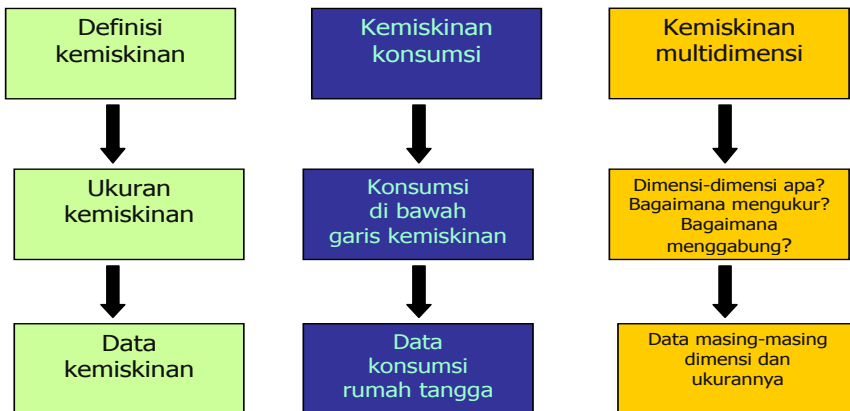 Definisi
kemiskinan
Kemiskinan
konsumsi
Kemiskinan
multidimensi
Ukuran
kemiskinan
Konsumsi
di bawah
garis kemiskinan
Dimensi-dimensi apa?
Bagaimana mengukur?
Bagaimana
menggabung?
Data
kemiskinan
Data
konsumsi
rumah tangga
Data masing-masing
dimensi dan
ukurannya